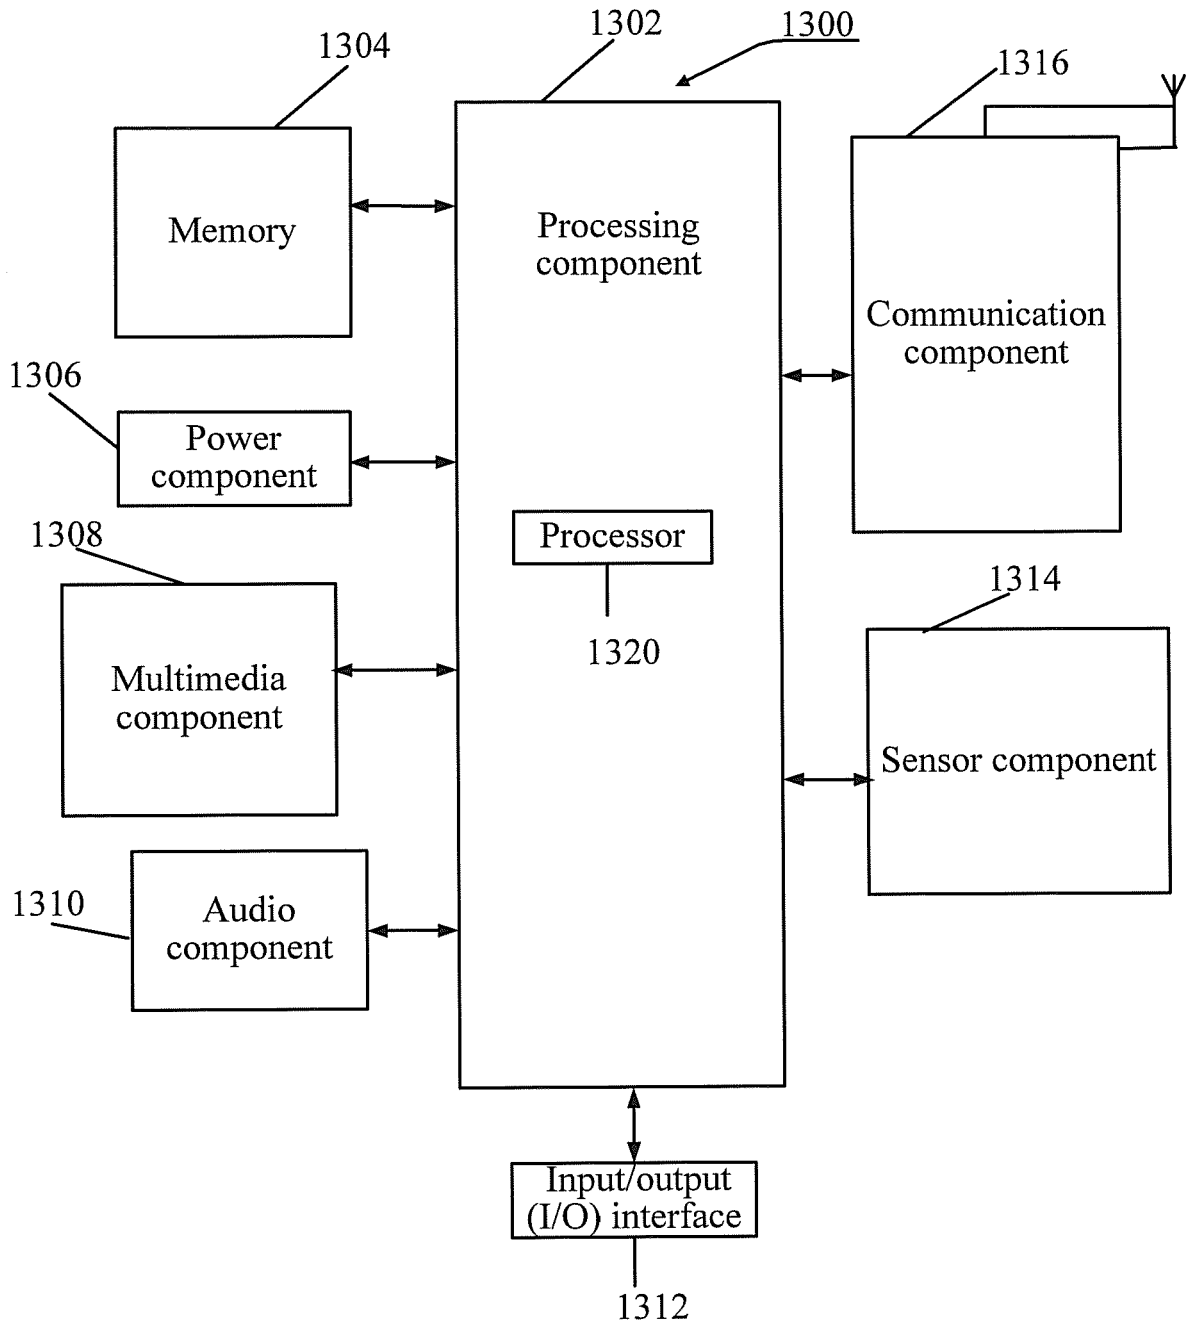 1302
1300
1304
1316
Memory
Processing
component
Communication
component
1306
Power
component
1308
Processor
1320
1314
Multimedia
component
Sensor component
1310
Audio
component
Input/output
(I/O) interface
1312